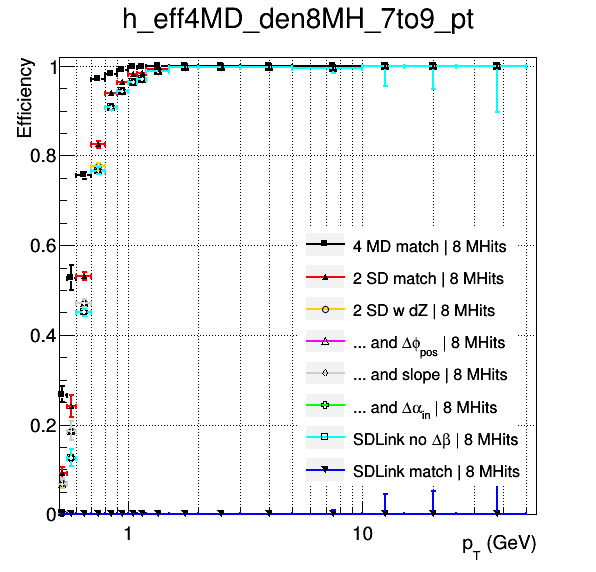 h_eff4MD_den8MH_7to9_pt
Efficiency
1
0.8
0.6
0.4
0.2
0
4 MD match | 8 MHits
2 SD match | 8 MHits
2 SD w dZ | 8 MHits
... and Δϕpos | 8 MHits
... and slope | 8 MHits
... and Δαin | 8 MHits
SDLink no Δβ | 8 MHits
SDLink match | 8 MHits
1 10
pT (GeV)